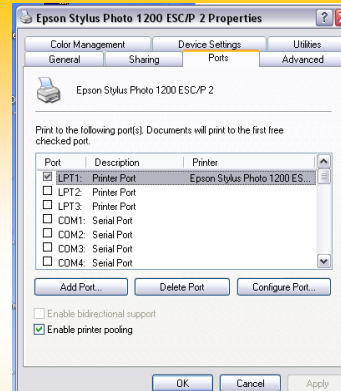 Epson Stylus Photo 1200 ESC/P 2 Properties
Color Management Device Settings Utilities
General Sharing Ports Advanced
Epson Stylus Photo 1200 ESC/P 2
Print to the following port(s). Documents will print to the first free
checked port.
Port Description Printer
LPT1: Printer Port Epson Stylus Photo 1200 ES...
LPT2: Printer Port
LPT3: Printer Port
COM1: Serial Port
COM2: Serial Port
COM3: Serial Port
COM4: Serial Port
Add Port... Delete Port Configure Port...
Enable bidirectional support
Enable printer pooling
OK Cancel Apply